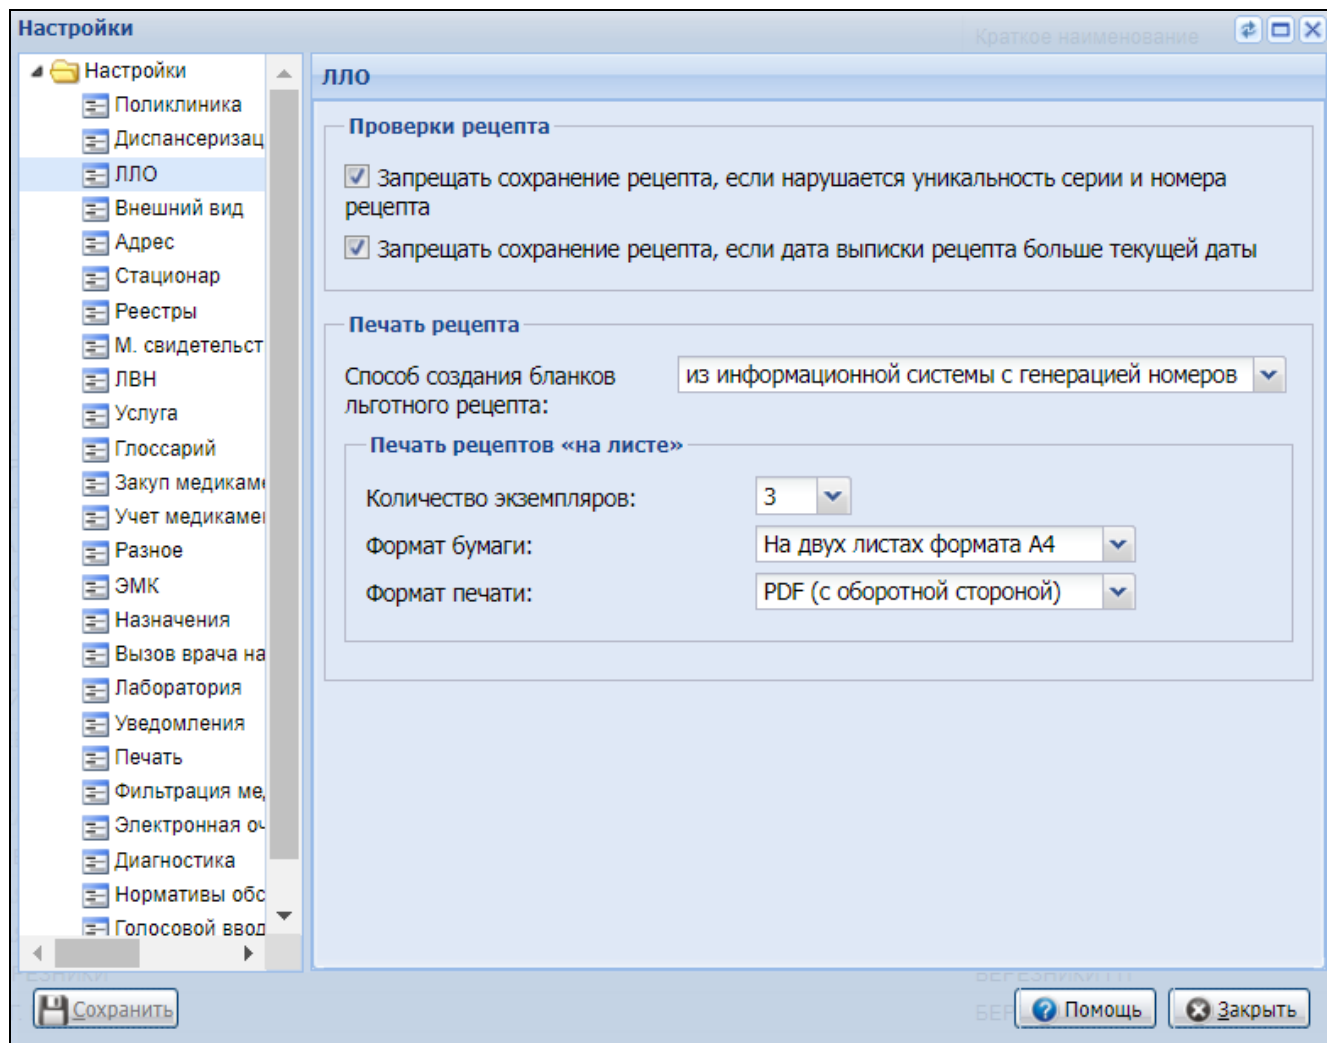 Настройки
Краткое наименование
Настройки
Поликлиника
Диспансеризац
ЛЛО
Внешний вид
Адрес
Стационар
Реестры
М. свидетельст
ЛВН
Услуга
Глоссарий
Закуп медикаме
Учет медикамен
Разное
ЭМК
Назначения
Вызов врача на
Лаборатория
Уведомления
Печать
Фильтрация ме
Электронная оч
Диагностика
Нормативы обс
Голосовой ввод
ЛЛО
Проверки рецепта
Запрещать сохранение рецепта, если нарушается уникальность серии и номера
рецепта
Запрещать сохранение рецепта, если дата выписки рецепта больше текущей даты
Печать рецепта
Способ создания бланков
льготного рецепта:
из информационной системы с генерацией номеров
Печать рецептов «на листе»
Количество экземпляров: 3
Формат бумаги: На двух листах формата А4
Формат печати: PDF (с оборотной стороной)
Сохранить
Помощь
Закрыть